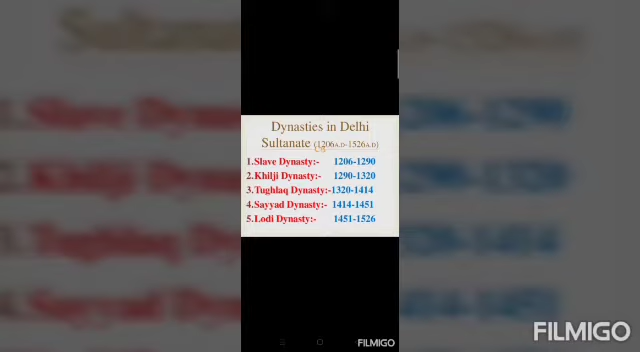 Dynasties in Delhi
Sultanate (1206A.D-1526A.D)
1.Slave Dynasty:- 1206-1290
2.Khilji Dynasty:- 1290-1320
3.Tughlaq Dynasty:-1320-1414
4.Sayyad Dynasty:- 1414-1451
5.Lodi Dynasty:- 1451-1526
FILMIGO
FILMIGO